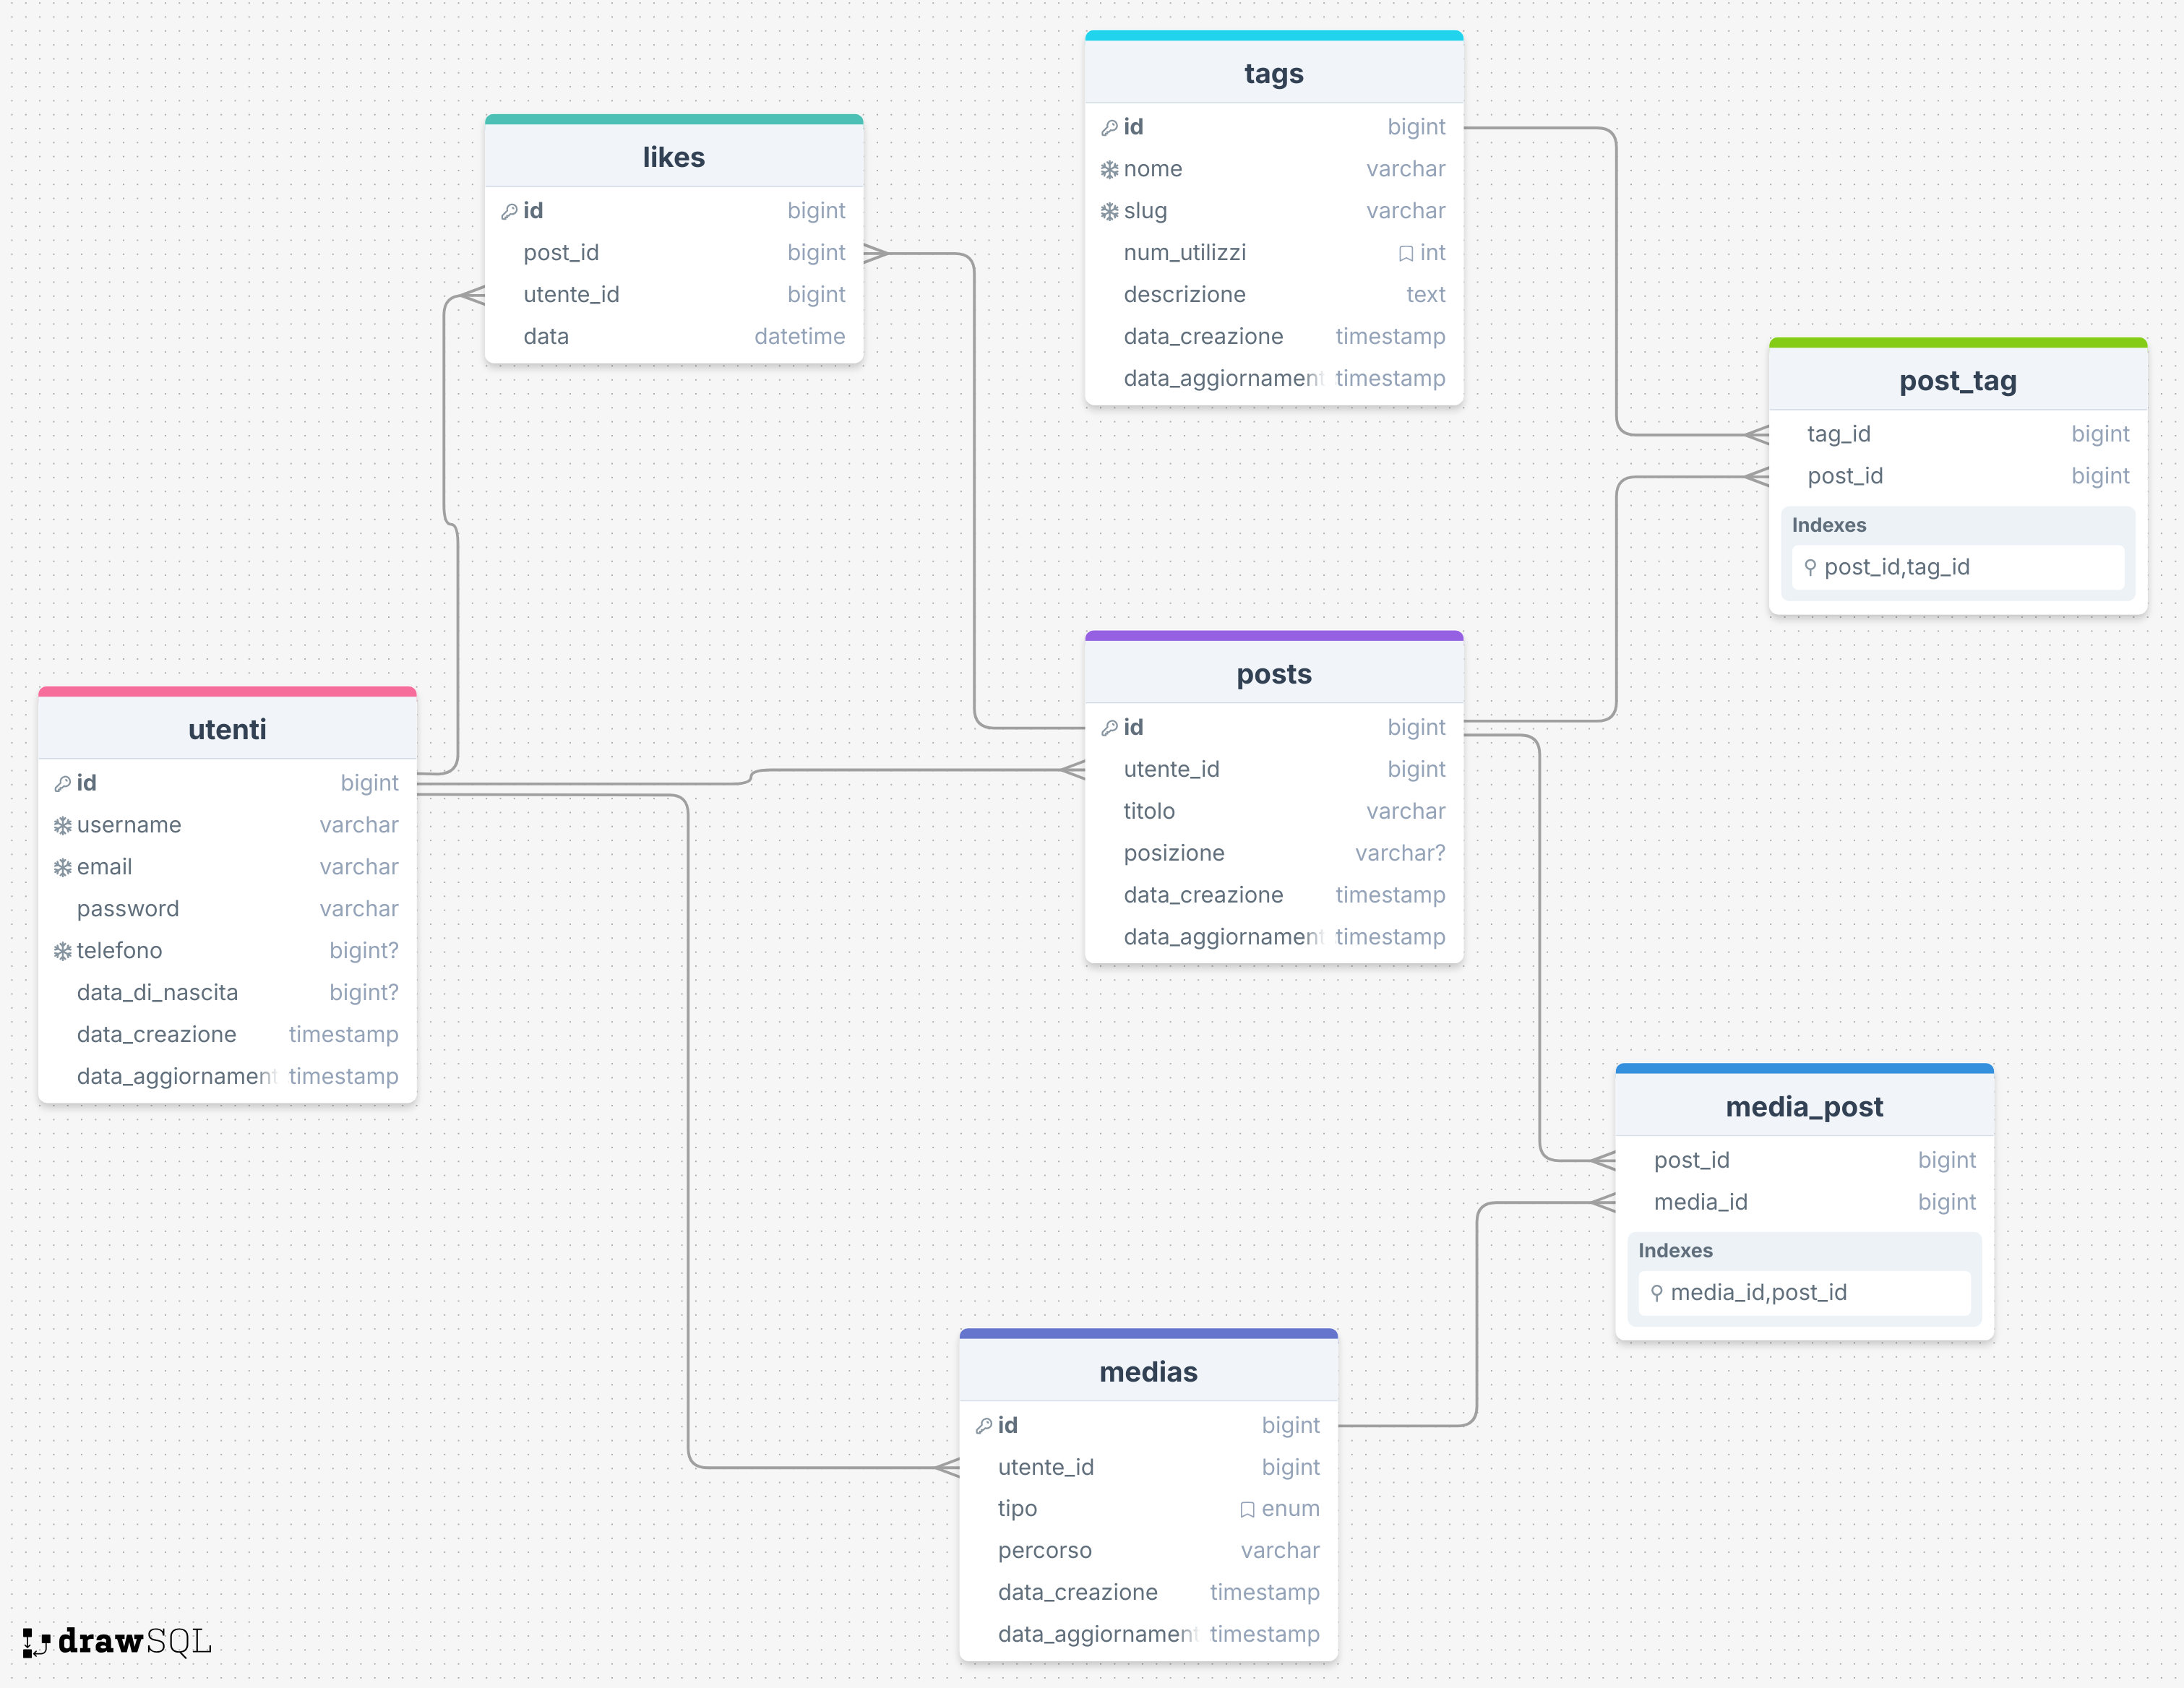 tags
id bigint
nome varchar
slug varchar
num_utilizzi int
descrizione text
data_creazione timestamp
data_aggiornament timestamp
likes
id bigint
post_id bigint
utente_id bigint
data datetime
post_tag
tag_id bigint
post_id bigint
Indexes
post_id,tag_id
posts
id bigint
utente_id bigint
titolo varchar
posizione varchar?
data_creazione timestamp
data_aggiornament timestamp
utenti
id bigint
username varchar
email varchar
password varchar
telefono bigint?
data_di_nascita bigint?
data_creazione timestamp
data_aggiornament timestamp
media_post
post_id bigint
media_id bigint
Indexes
media_id,post_id
medias
id bigint
utente_id bigint
tipo enum
percorso varchar
data_creazione timestamp
data_aggiornament timestamp
drawSQL